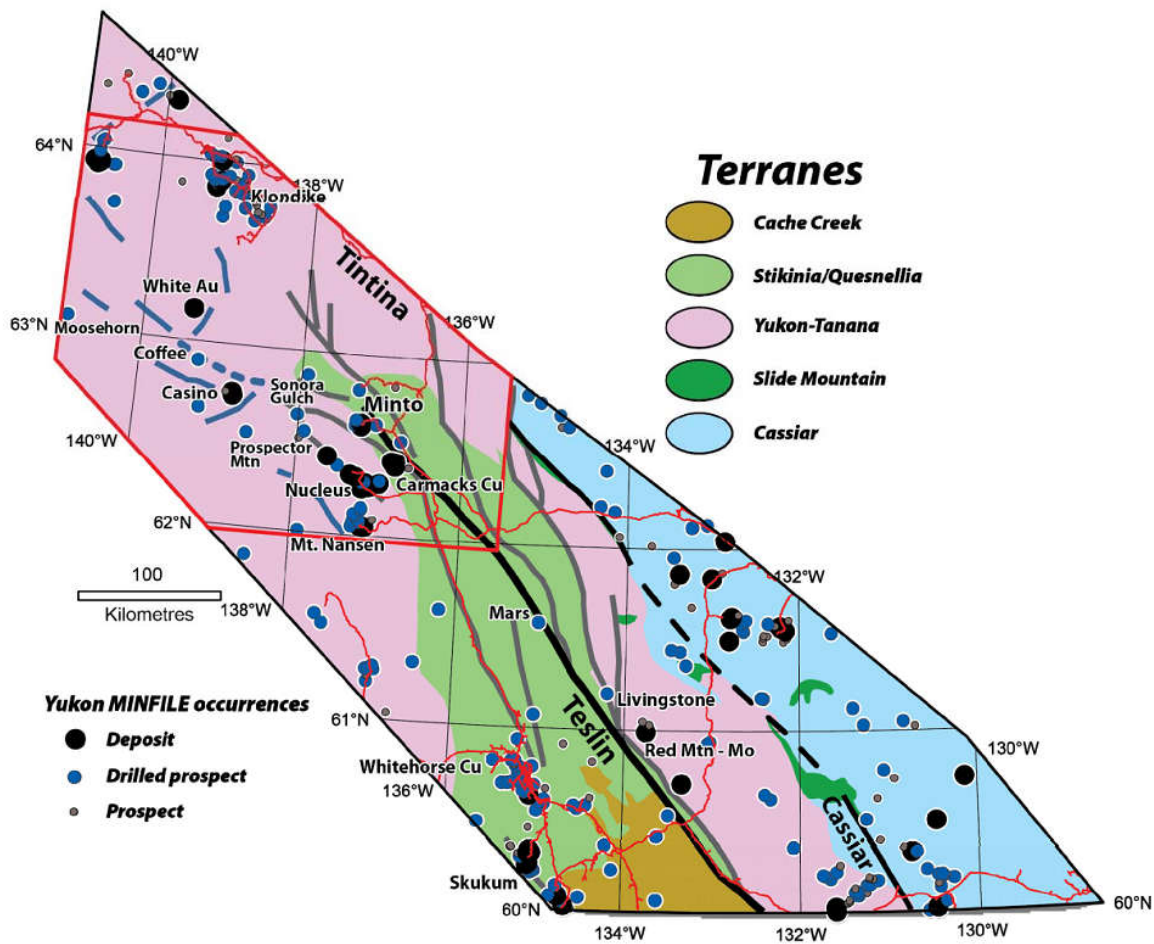 140°W
64°N
138°W
Klondike
Tintina
White Au
63°N
Moosehorn
136°W
Coffee
Casino
Sonora
Gulch
Minto
140°W
Prospector
Mtn
134°W
Nucleus
Carmacks Cu
62°N
Mt. Nansen
132°W
138°W
Mars
Livingstone
61°N
Teslin
Red Mtn - Mo
130°W
Whitehorse Cu
136°W
Cassiar
Skukum
60°N
60°N
134°W
132°W
130°W
Terranes
Cache Creek
Stikinia/Quesnellia
Yukon-Tanana
Slide Mountain
Cassiar
100
Kilometres
Yukon MINFILE occurrences
Deposit
Drilled prospect
Prospect